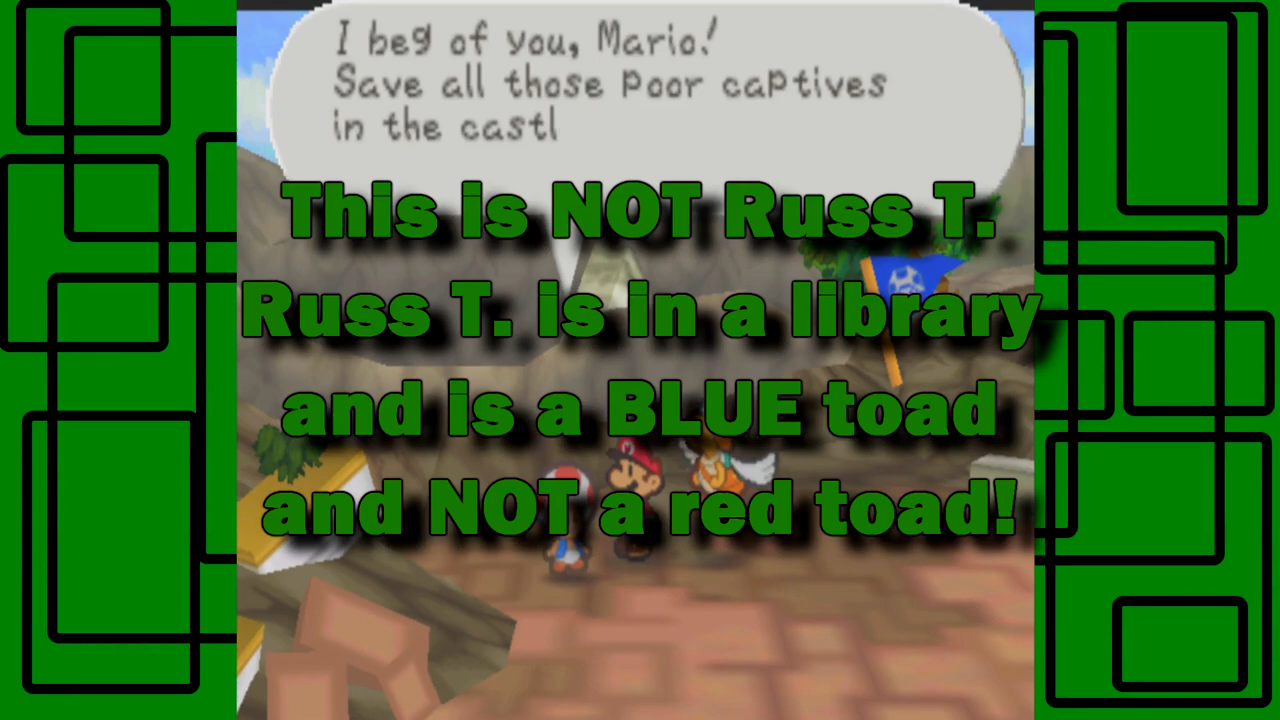 I beg of you, Mario!
Save all those poor captives
in the castl
This is NOT Russ T.
Russ T. is in a library
and is a BLUE toad
and NOT a red toad!